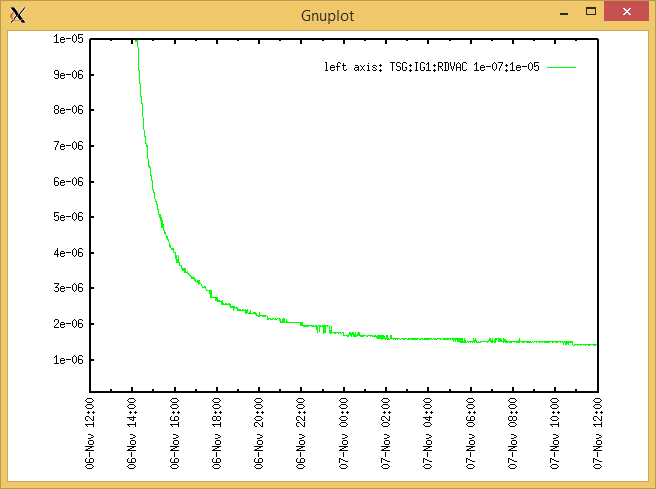 Gnuplot
left axis: TSG:IG1:RDVAC 1e-07:1e-05
1e-05
9e-06
8e-06
7e-06
6e-06
5e-06
4e-06
3e-06
2e-06
1e-06
06-Nov 12:00
06-Nov 14:00
06-Nov 16:00
06-Nov 18:00
06-Nov 20:00
06-Nov 22:00
07-Nov 00:00
07-Nov 02:00
07-Nov 04:00
07-Nov 06:00
07-Nov 08:00
07-Nov 10:00
07-Nov 12:00